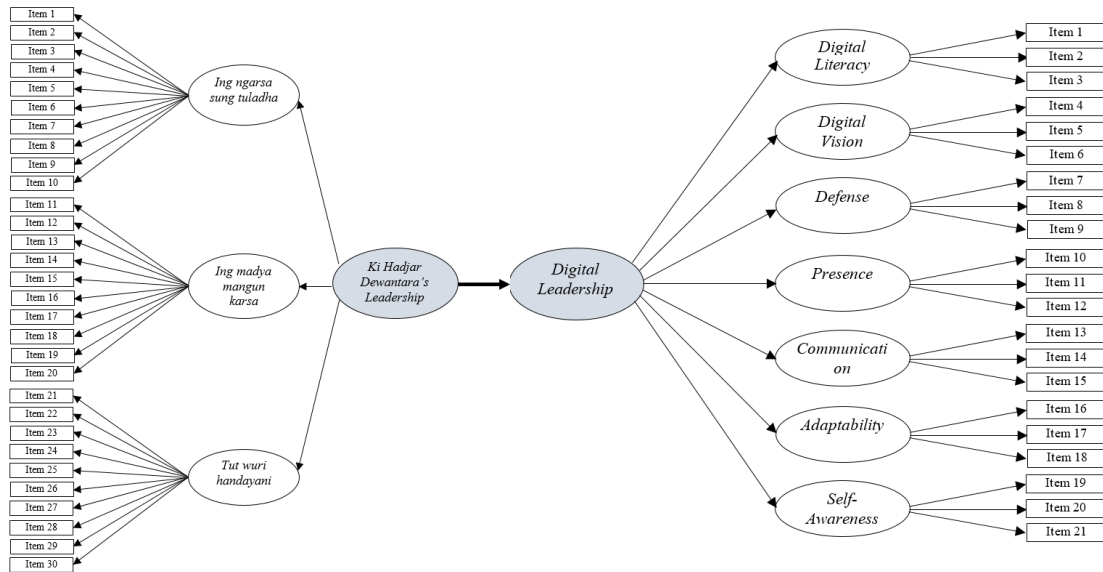 Item 1
Item 2
Item 3
Item 4
Item 5
Item 6
Item 7
Item 8
Item 9
Item 10
Item 11
Item 12
Item 13
Item 14
Item 15
Item 16
Item 17
Item 18
Item 19
Item 20
Item 21
Item 22
Item 23
Item 24
Item 25
Item 26
Item 27
Item 28
Item 29
Item 30
Ing ngarsa
sung tuladha
Ing madya
mangun
karsa
Tut wuri
handayani
Ki Hadjar
Dewantara's
Leadership
Digital
Leadership
Digital
Literacy
Digital
Vision
Defense
Presence
Communicati
on
Adaptability
Self-
Awareness
Item 1
Item 2
Item 3
Item 4
Item 5
Item 6
Item 7
Item 8
Item 9
Item 10
Item 11
Item 12
Item 13
Item 14
Item 15
Item 16
Item 17
Item 18
Item 19
Item 20
Item 21